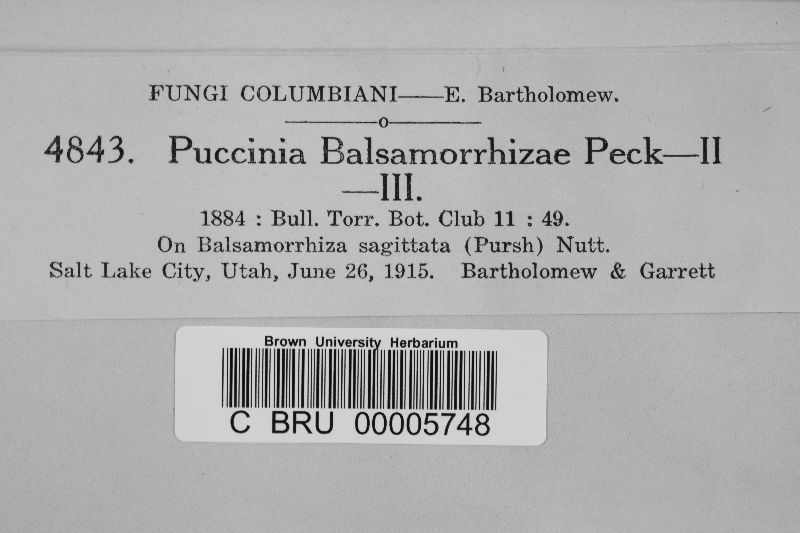 FUNGI COLUMBIANI——E. Bartholomew.
4843. Puccinia Balsamorrhizae Peck—II
—III.
1884 : Bull. Torr. Bot. Club 11 : 49.
On Balsamorrhiza sagittata (Pursh) Nutt.
Salt Lake City, Utah, June 26, 1915. Bartholomew & Garrett
Brown University Herbarium
C BRU 00005748